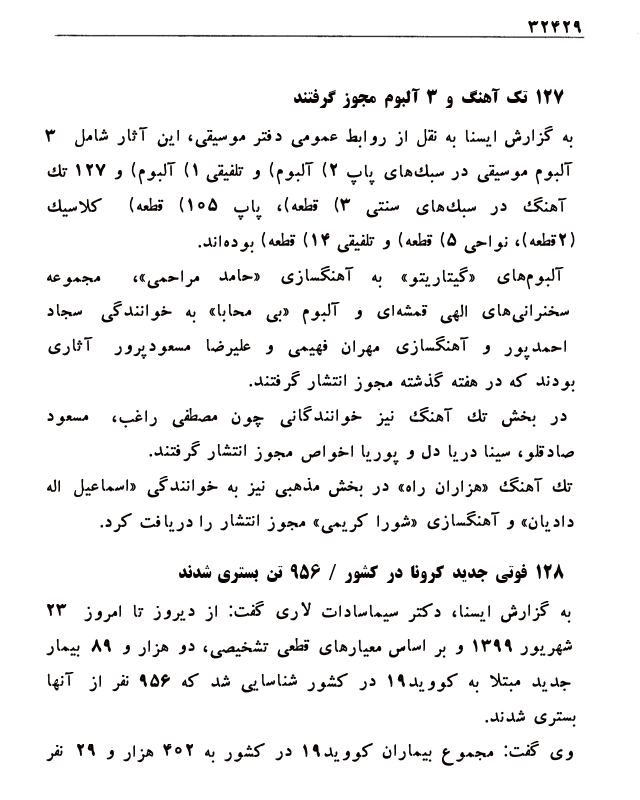 ۳۲۴۲۹
۱۲۷ تک آهنگ و ۳ آلبوم مجوز گرفتند
به گزارش ایسنا به نقل از روابط عمومی دفتر موسیقی، این آثار شامل ۳
آلبوم موسیقی در سبک‌های پاپ ۲) آلبوم) و تلفیقی ۱) آلبوم) و ۱۲۷ تک
آهنگ در سبک‌های سنتی ۳) قطعه)، پاپ ۱۰۵) قطعه) کلاسیک
(۲قطعه)، نواحی ۵) قطعه) و تلفیقی ۱۴) قطعه) بوده‌اند.
آلبوم‌های «گیتاریتو» به آهنگسازی «حامد مراحمی»، مجموعه
سخنرانی‌های الهی قمشه‌ای و آلبوم «بی محابا» به خوانندگی سجاد
احمدپور و آهنگسازی مهران فهیمی و علیرضا مسعودپرور آثاری
بودند که در هفته گذشته مجوز انتشار گرفتند.
در بخش تک آهنگ نیز خوانندگانی چون مصطفی راغب، مسعود
صادقلو، سینا دریا دل و پوریا اخواص مجوز انتشار گرفتند.
تک آهنگ «هزاران راه» در بخش مذهبی نیز به خوانندگی «اسماعیل اله
دادیان» و آهنگسازی «شورا کریمی» مجوز انتشار را دریافت کرد.
۱۲۸ فوتی جدید کرونا در کشور / ۹۵۶ تن بستری شدند
به گزارش ایسنا، دکتر سیماسادات لاری گفت: از دیروز تا امروز ۲۳
شهریور ۱۳۹۹ و بر اساس معیارهای قطعی تشخیصی، دو هزار و ۸۹ بیمار
جدید مبتلا به کووید۱۹ در کشور شناسایی شد که ۹۵۶ نفر از آنها
بستری شدند.
وی گفت: مجموع بیماران کووید۱۹ در کشور به ۴۰۲ هزار و ۲۹ نفر